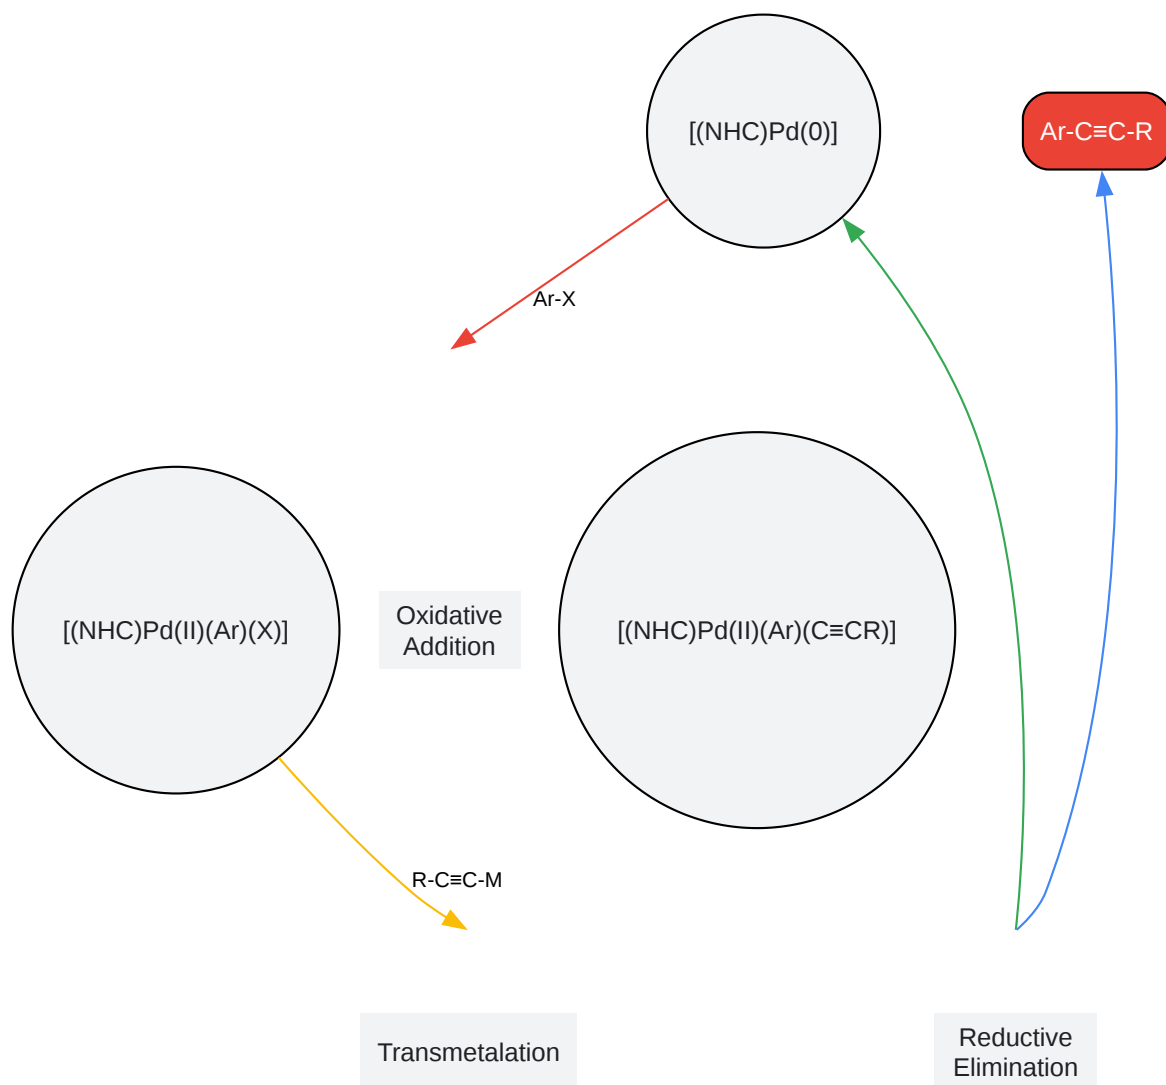 [(NHC)Pd(0)]
Ar-C≡C-R
Ar-X
[(NHC)Pd(II)(Ar)(X)]
Oxidative
Addition
[(NHC)Pd(II)(Ar)(C≡CR)]
R-C≡C-M
Transmetalation
Reductive
Elimination